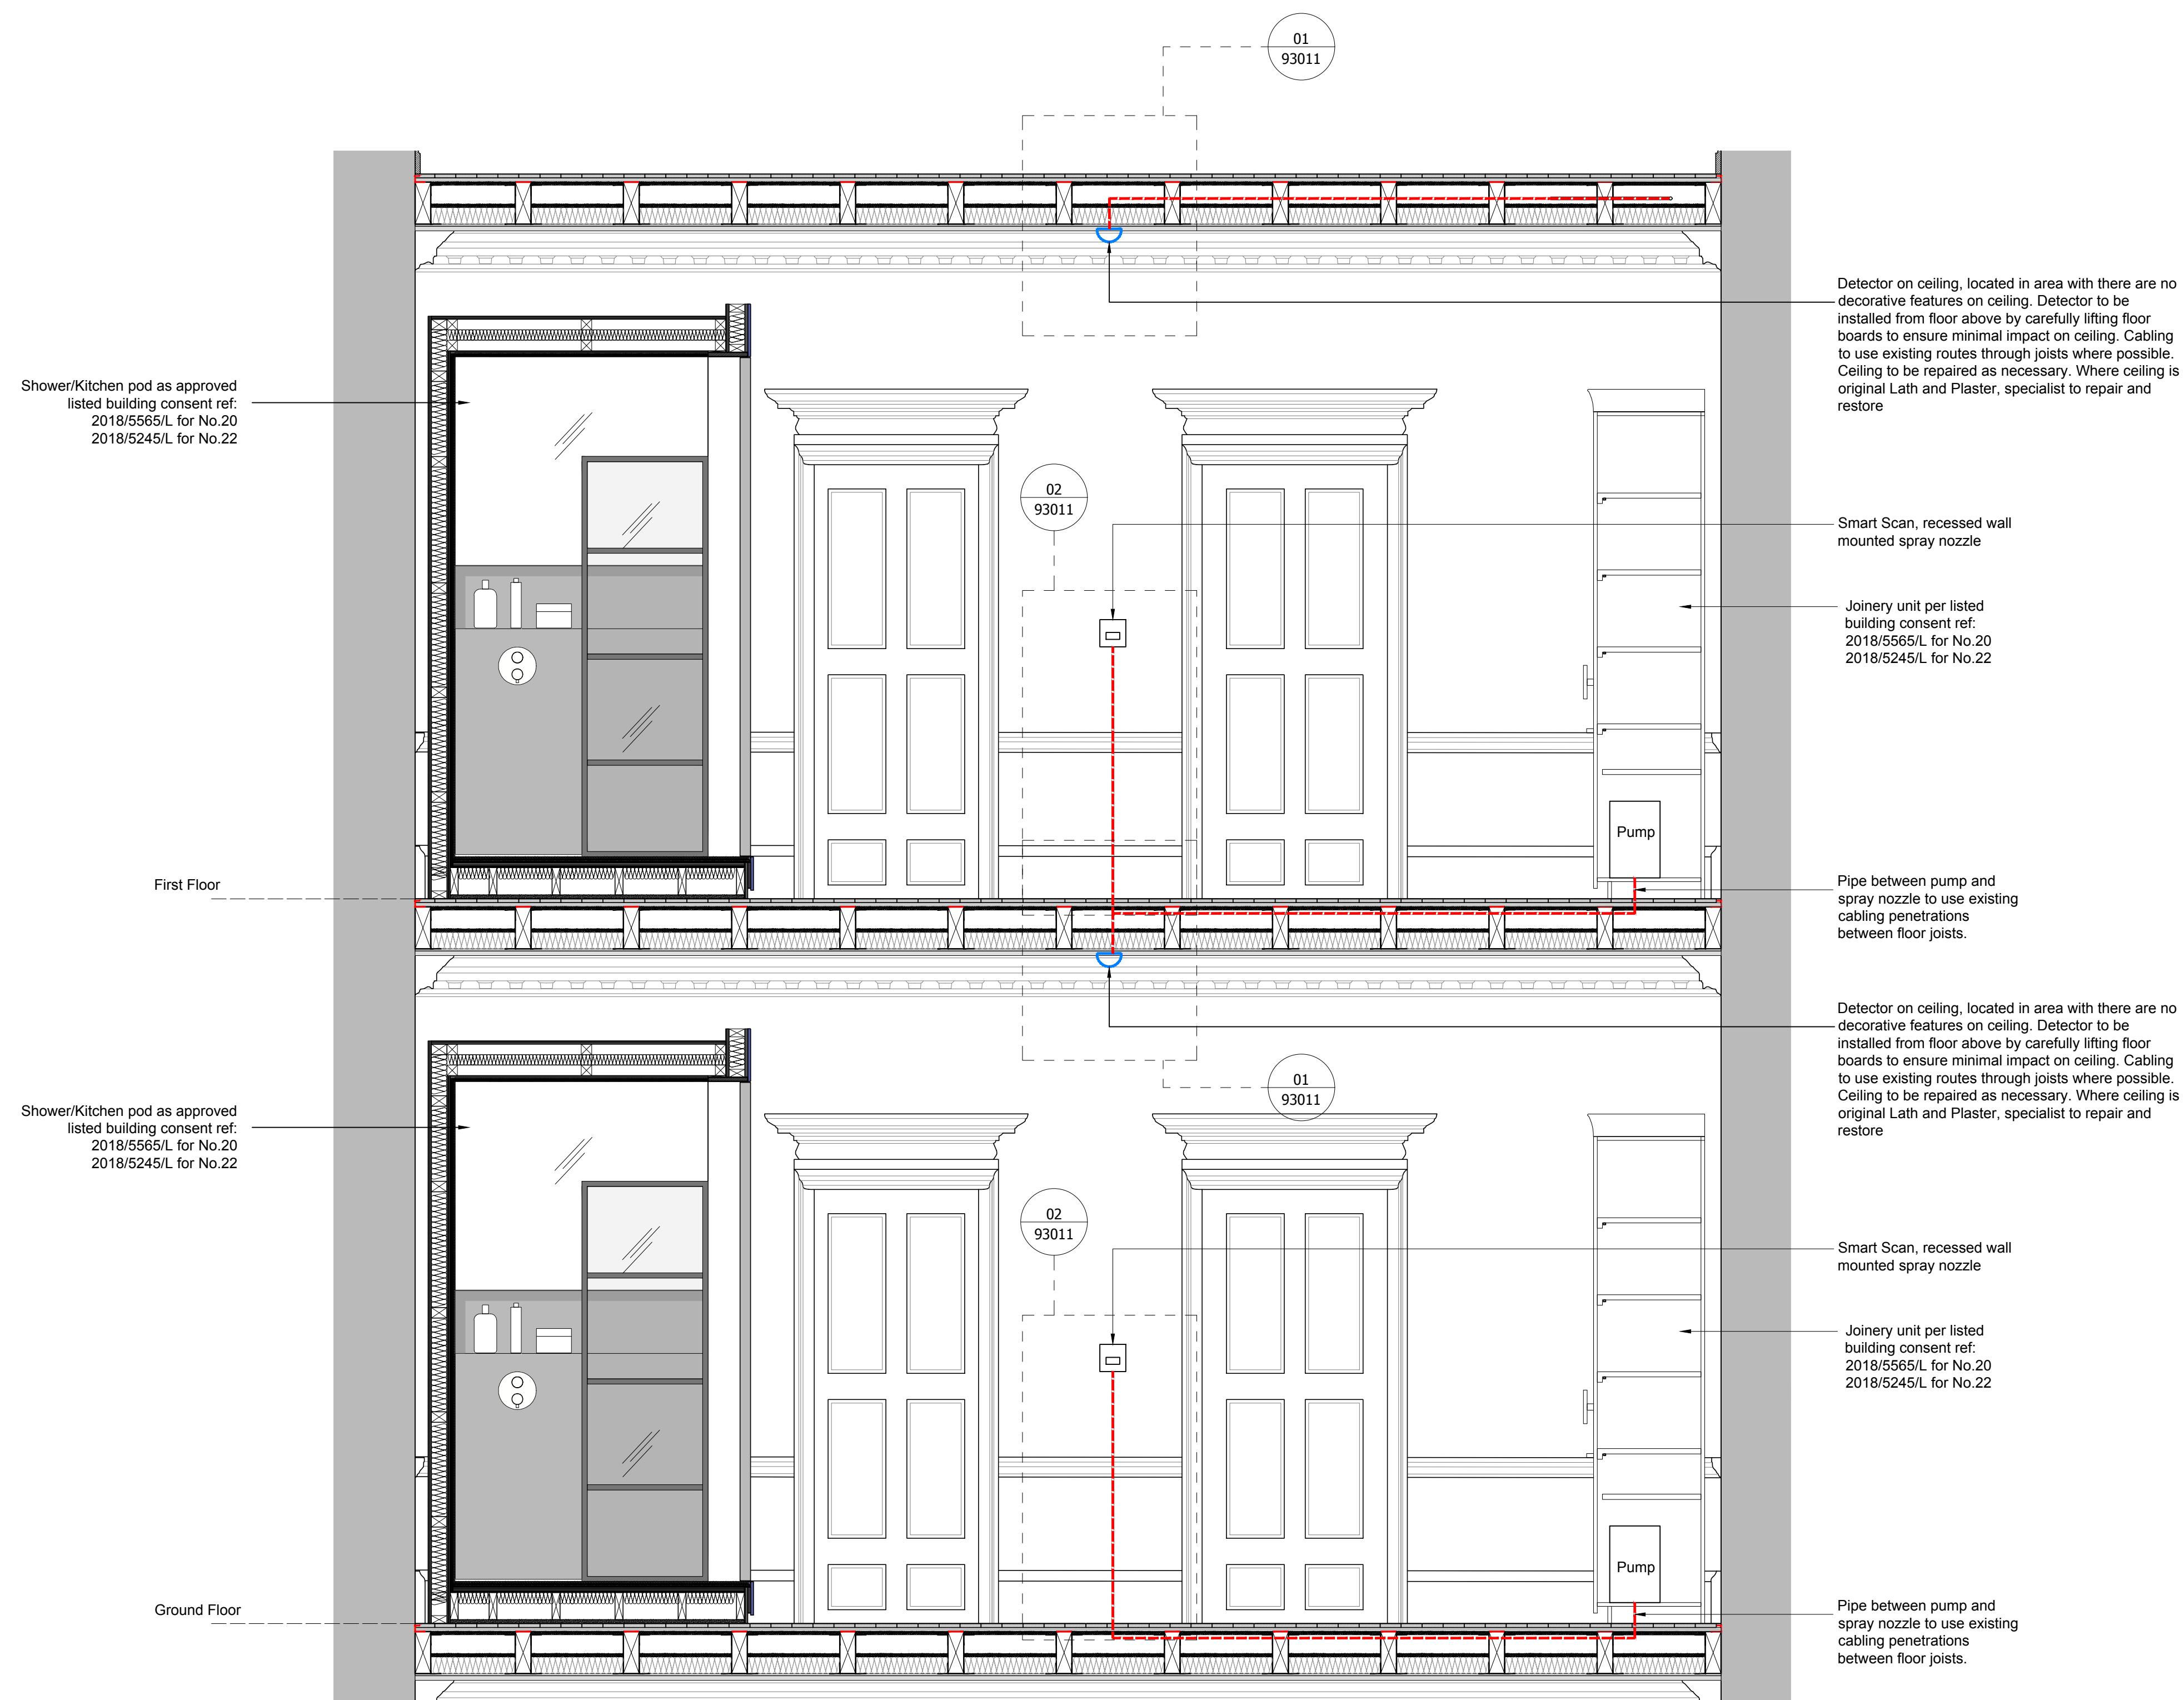 01
93011
Detector on ceiling, located in area with there are no
decorative features on ceiling. Detector to be
installed from floor above by carefully lifting floor
boards to ensure minimal impact on ceiling. Cabling
to use existing routes through joists where possible.
Ceiling to be repaired as necessary. Where ceiling is
original Lath and Plaster, specialist to repair and
restore
Shower/Kitchen pod as approved
listed building consent ref:
2018/5565/L for No.20
2018/5245/L for No.22
02
93011
Smart Scan, recessed wall
mounted spray nozzle
Joinery unit per listed
building consent ref:
2018/5565/L for No.20
2018/5245/L for No.22
Pump
First Floor
Pipe between pump and
spray nozzle to use existing
cabling penetrations
between floor joists.
Detector on ceiling, located in area with there are no
decorative features on ceiling. Detector to be
installed from floor above by carefully lifting floor
boards to ensure minimal impact on ceiling. Cabling
to use existing routes through joists where possible.
Ceiling to be repaired as necessary. Where ceiling is
original Lath and Plaster, specialist to repair and
restore
01
93011
Shower/Kitchen pod as approved
listed building consent ref:
2018/5565/L for No.20
2018/5245/L for No.22
02
93011
Smart Scan, recessed wall
mounted spray nozzle
Joinery unit per listed
building consent ref:
2018/5565/L for No.20
2018/5245/L for No.22
Pump
Ground Floor
Pipe between pump and
spray nozzle to use existing
cabling penetrations
between floor joists.